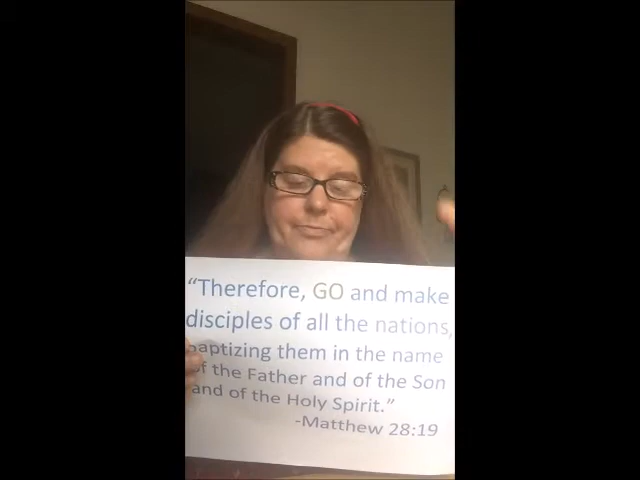 “Therefore, GO and make
disciples of all the nations,
baptizing them in the name
of the Father and of the Son
and of the Holy Spirit.”
-Matthew 28:19